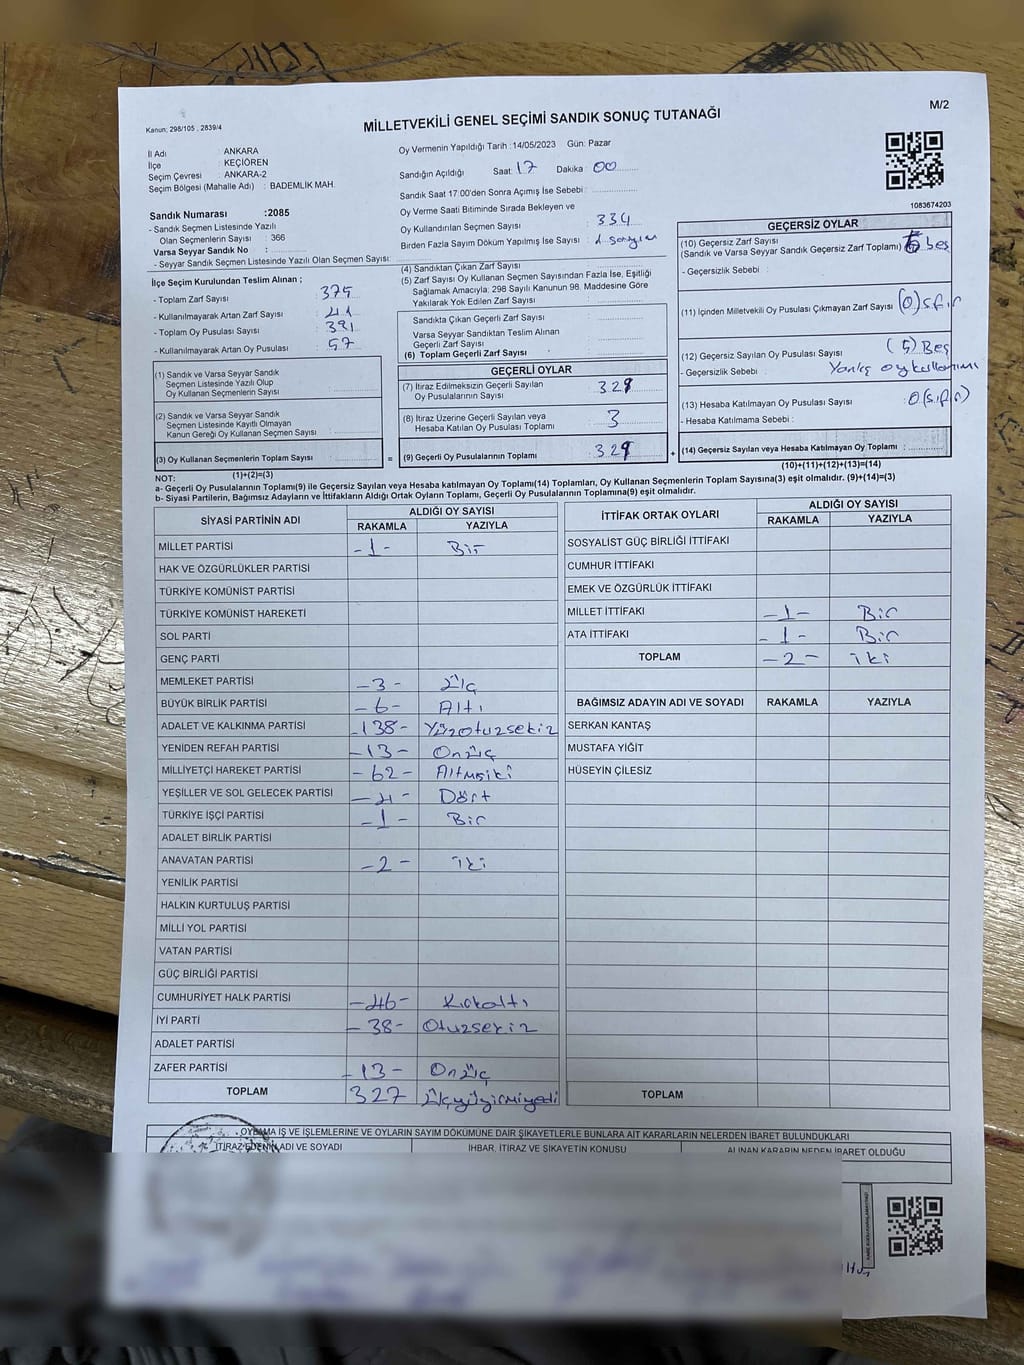 M/2
Kanun; 298/105 , 2839/4
MİLLETVEKİLİ GENEL SEÇİMİ SANDIK SONUÇ TUTANAĞI
İl Adı : ANKARA
İlçe : KEÇİÖREN
Seçim Çevresi : ANKARA-2
Seçim Bölgesi (Mahalle Adı) : BADEMLİK MAH.
Sandık Numarası :2085
- Sandık Seçmen Listesinde Yazılı
Olan Seçmenlerin Sayısı : 366
Varsa Seyyar Sandık No :
- Seyyar Sandık Seçmen Listesinde Yazılı Olan Seçmen Sayısı:
Oy Vermenin Yapıldığı Tarih :14/05/2023 Gün: Pazar
Sandığın Açıldığı Saat: 17 Dakika : 00
Sandık Saat 17:00'den Sonra Açımış İse Sebebi :
Oy Verme Saati Bitiminde Sırada Bekleyen ve
Oy Kullandırılan Seçmen Sayısı : 334
Birden Fazla Sayım Döküm Yapılmış İse Sayısı :
1083674203
İlçe Seçim Kurulundan Teslim Alınan ;
- Toplam Zarf Sayısı : 375
- Kullanılmayarak Artan Zarf Sayısı : 41
- Toplam Oy Pusulası Sayısı : 391
- Kullanılmayarak Artan Oy Pusulası : 57
(1) Sandık ve Varsa Seyyar Sandık
Seçmen Listesinde Yazılı Olup
Oy Kullanan Seçmenlerin Sayısı :
(2) Sandık ve Varsa Seyyar Sandık
Seçmen Listesinde Kayıtlı Olmayan
Kanun Gereği Oy Kullanan Seçmen Sayısı :
(3) Oy Kullanan Seçmenlerin Toplam Sayısı :
(1)+(2)=(3)
(4) Sandıktan Çıkan Zarf Sayısı :
(5) Zarf Sayısı Oy Kullanan Seçmen Sayısından Fazla İse, Eşitliği
Sağlamak Amacıyla; 298 Sayılı Kanunun 98. Maddesine Göre
Yakılarak Yok Edilen Zarf Sayısı :
Sandıkta Çıkan Geçerli Zarf Sayısı :
Varsa Seyyar Sandıktan Teslim Alınan
Geçerli Zarf Sayısı :
(6) Toplam Geçerli Zarf Sayısı :
=
GEÇERLİ OYLAR
(7) İtiraz Edilmeksizin Geçerli Sayılan
Oy Pusulalarının Sayısı :
(8) İtiraz Üzerine Geçerli Sayılan veya
Hesaba Katılan Oy Pusulası Toplamı : 3
(9) Geçerli Oy Pusulalarının Toplamı : 329
+
GEÇERSİZ OYLAR
(10) Geçersiz Zarf Sayısı
(Sandık ve Varsa Seyyar Sandık Geçersiz Zarf Toplamı) : 5 beş
- Geçersizlik Sebebi :
(11) İçinden Milletvekili Oy Pusulası Çıkmayan Zarf Sayısı : (0) sıfır
(12) Geçersiz Sayılan Oy Pusulası Sayısı : (5) Beş
- Geçersizlik Sebebi : Yanlış oy kullanımı
(13) Hesaba Katılmayan Oy Pusulası Sayısı : 0 (sıfır)
- Hesaba Katılmama Sebebi :
(14) Geçersiz Sayılan veya Hesaba Katılmayan Oy Toplamı :
(10)+(11)+(12)+(13)=(14)
NOT:
a- Geçerli Oy Pusulalarının Toplamı(9) ile Geçersiz Sayılan veya Hesaba katılmayan Oy Toplamı(14) Toplamları, Oy Kullanan Seçmenlerin Toplam Sayısına(3) eşit olmalıdır. (9)+(14)=(3)
b- Siyasi Partilerin, Bağımsız Adayların ve İttifakların Aldığı Ortak Oyların Toplamı, Geçerli Oy Pusulalarının Toplamına(9) eşit olmalıdır.
SİYASİ PARTİNİN ADI ALDIĞI OY SAYISI
RAKAMLA YAZIYLA
MİLLET PARTİSİ -1- Bir
HAK VE ÖZGÜRLÜKLER PARTİSİ
TÜRKİYE KOMÜNİST PARTİSİ
TÜRKİYE KOMÜNİST HAREKETİ
SOL PARTİ
GENÇ PARTİ
MEMLEKET PARTİSİ -3- Üç
BÜYÜK BİRLİK PARTİSİ -6- Altı
ADALET VE KALKINMA PARTİSİ -138- Yüzotuzsekiz
YENİDEN REFAH PARTİSİ -13- Onüç
MİLLİYETÇİ HAREKET PARTİSİ -62- Altmışiki
YEŞİLLER VE SOL GELECEK PARTİSİ -4- Dört
TÜRKİYE İŞÇİ PARTİSİ -1- Bir
ADALET BİRLİK PARTİSİ
ANAVATAN PARTİSİ -2- iki
YENİLİK PARTİSİ
HALKIN KURTULUŞ PARTİSİ
MİLLİ YOL PARTİSİ
VATAN PARTİSİ
GÜÇ BİRLİĞİ PARTİSİ
CUMHURİYET HALK PARTİSİ -46- Kırkaltı
İYİ PARTİ -38- Otuzsekiz
ADALET PARTİSİ
ZAFER PARTİSİ -13- Onüç
TOPLAM 327 Üçyüzyirmiyedi
İTTİFAK ORTAK OYLARI ALDIĞI OY SAYISI
RAKAMLA YAZIYLA
SOSYALİST GÜÇ BİRLİĞİ İTTİFAKI
CUMHUR İTTİFAKI
EMEK VE ÖZGÜRLÜK İTTİFAKI
MİLLET İTTİFAKI -1- Bir
ATA İTTİFAKI -1- Bir
TOPLAM -2- iki
BAĞIMSIZ ADAYIN ADI VE SOYADI RAKAMLA YAZIYLA
SERKAN KANTAŞ
MUSTAFA YİĞİT
HÜSEYİN ÇİLESİZ
TOPLAM
OYLAMA İŞ VE İŞLEMLERİNE VE OYLARIN SAYIM DÖKÜMÜNE DAİR ŞİKAYETLERLE BUNLARA AİT KARARLARIN NELERDEN İBARET BULUNDUKLARI
İTİRAZ EDENİN ADI VE SOYADI İHBAR, İTİRAZ VE ŞİKAYETİN KONUSU ALINAN KARARIN NEDEN İBARET OLDUĞU